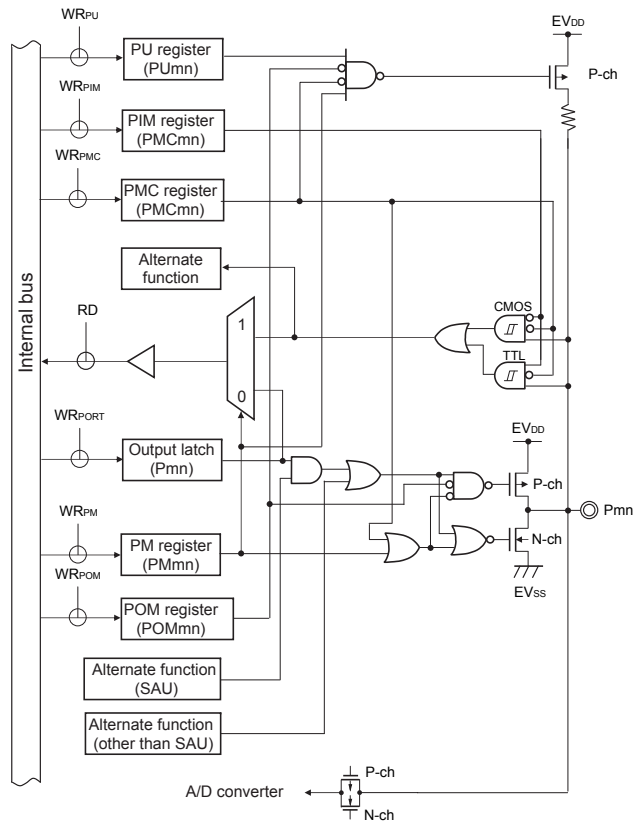 WRPU
PU register
(PUmn)
EVDD
P-ch
WRPIM
PIM register
(PMCmn)
WRPMC
PMC register
(PMCmn)
Alternate
function
CMOS
TTL
Internal bus
RD
1
0
WRPORT
Output latch
(Pmn)
EVDD
P-ch
Pmn
N-ch
EVSS
WRPM
PM register
(PMmn)
WRPOM
POM register
(POMmn)
Alternate function
(SAU)
Alternate function
(other than SAU)
A/D converter
P-ch
N-ch